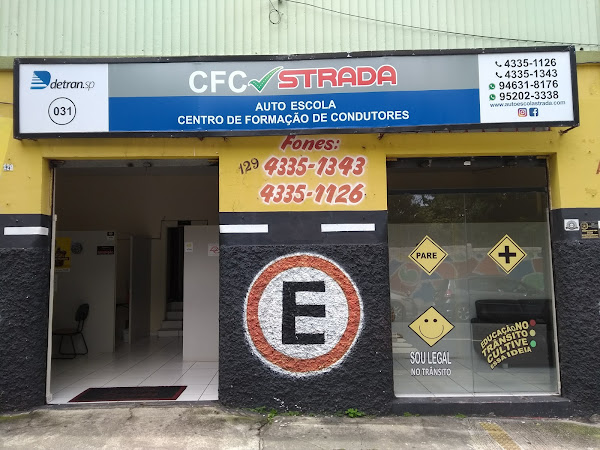 detran.sp
031
CFC STRADA
AUTO ESCOLA
CENTRO DE FORMAÇÃO DE CONDUTORES
4335-1126
4335-1343
94631-8176
95202-3338
www.autoescolastrada.com
Fones:
129
4335-1343
4335-1126
E
PARE
+
SOU LEGAL
NO TRÂNSITO
EDUCAÇÃO NO
TRÂNSITO
CULTIVE
ESSA IDEIA